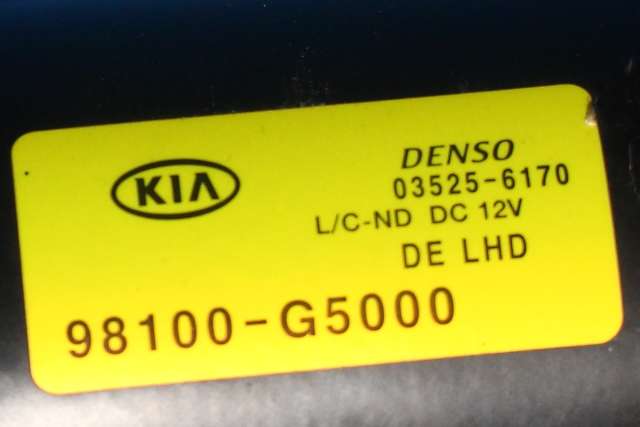 KIA
DENSO
03525-6170
L/C-ND DC 12V
DE LHD
98100-G5000